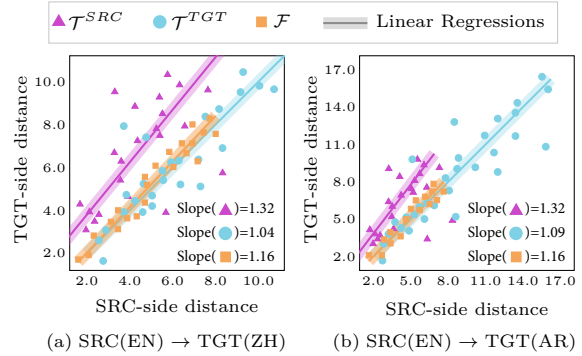 𝒯^SRC 𝒯^TGT ℱ Linear Regressions
TGT-side distance
10.0
8.0
6.0
4.0
2.0
Slope(▲)=1.32
Slope(●)=1.04
Slope(■)=1.16
2.0 4.0 6.0 8.0 10.0
SRC-side distance
(a) SRC(EN) → TGT(ZH)
TGT-side distance
17.0
14.0
11.0
8.0
5.0
2.0
Slope(▲)=1.32
Slope(●)=1.09
Slope(■)=1.16
2.0 5.0 8.0 11.0 14.0 17.0
SRC-side distance
(b) SRC(EN) → TGT(AR)